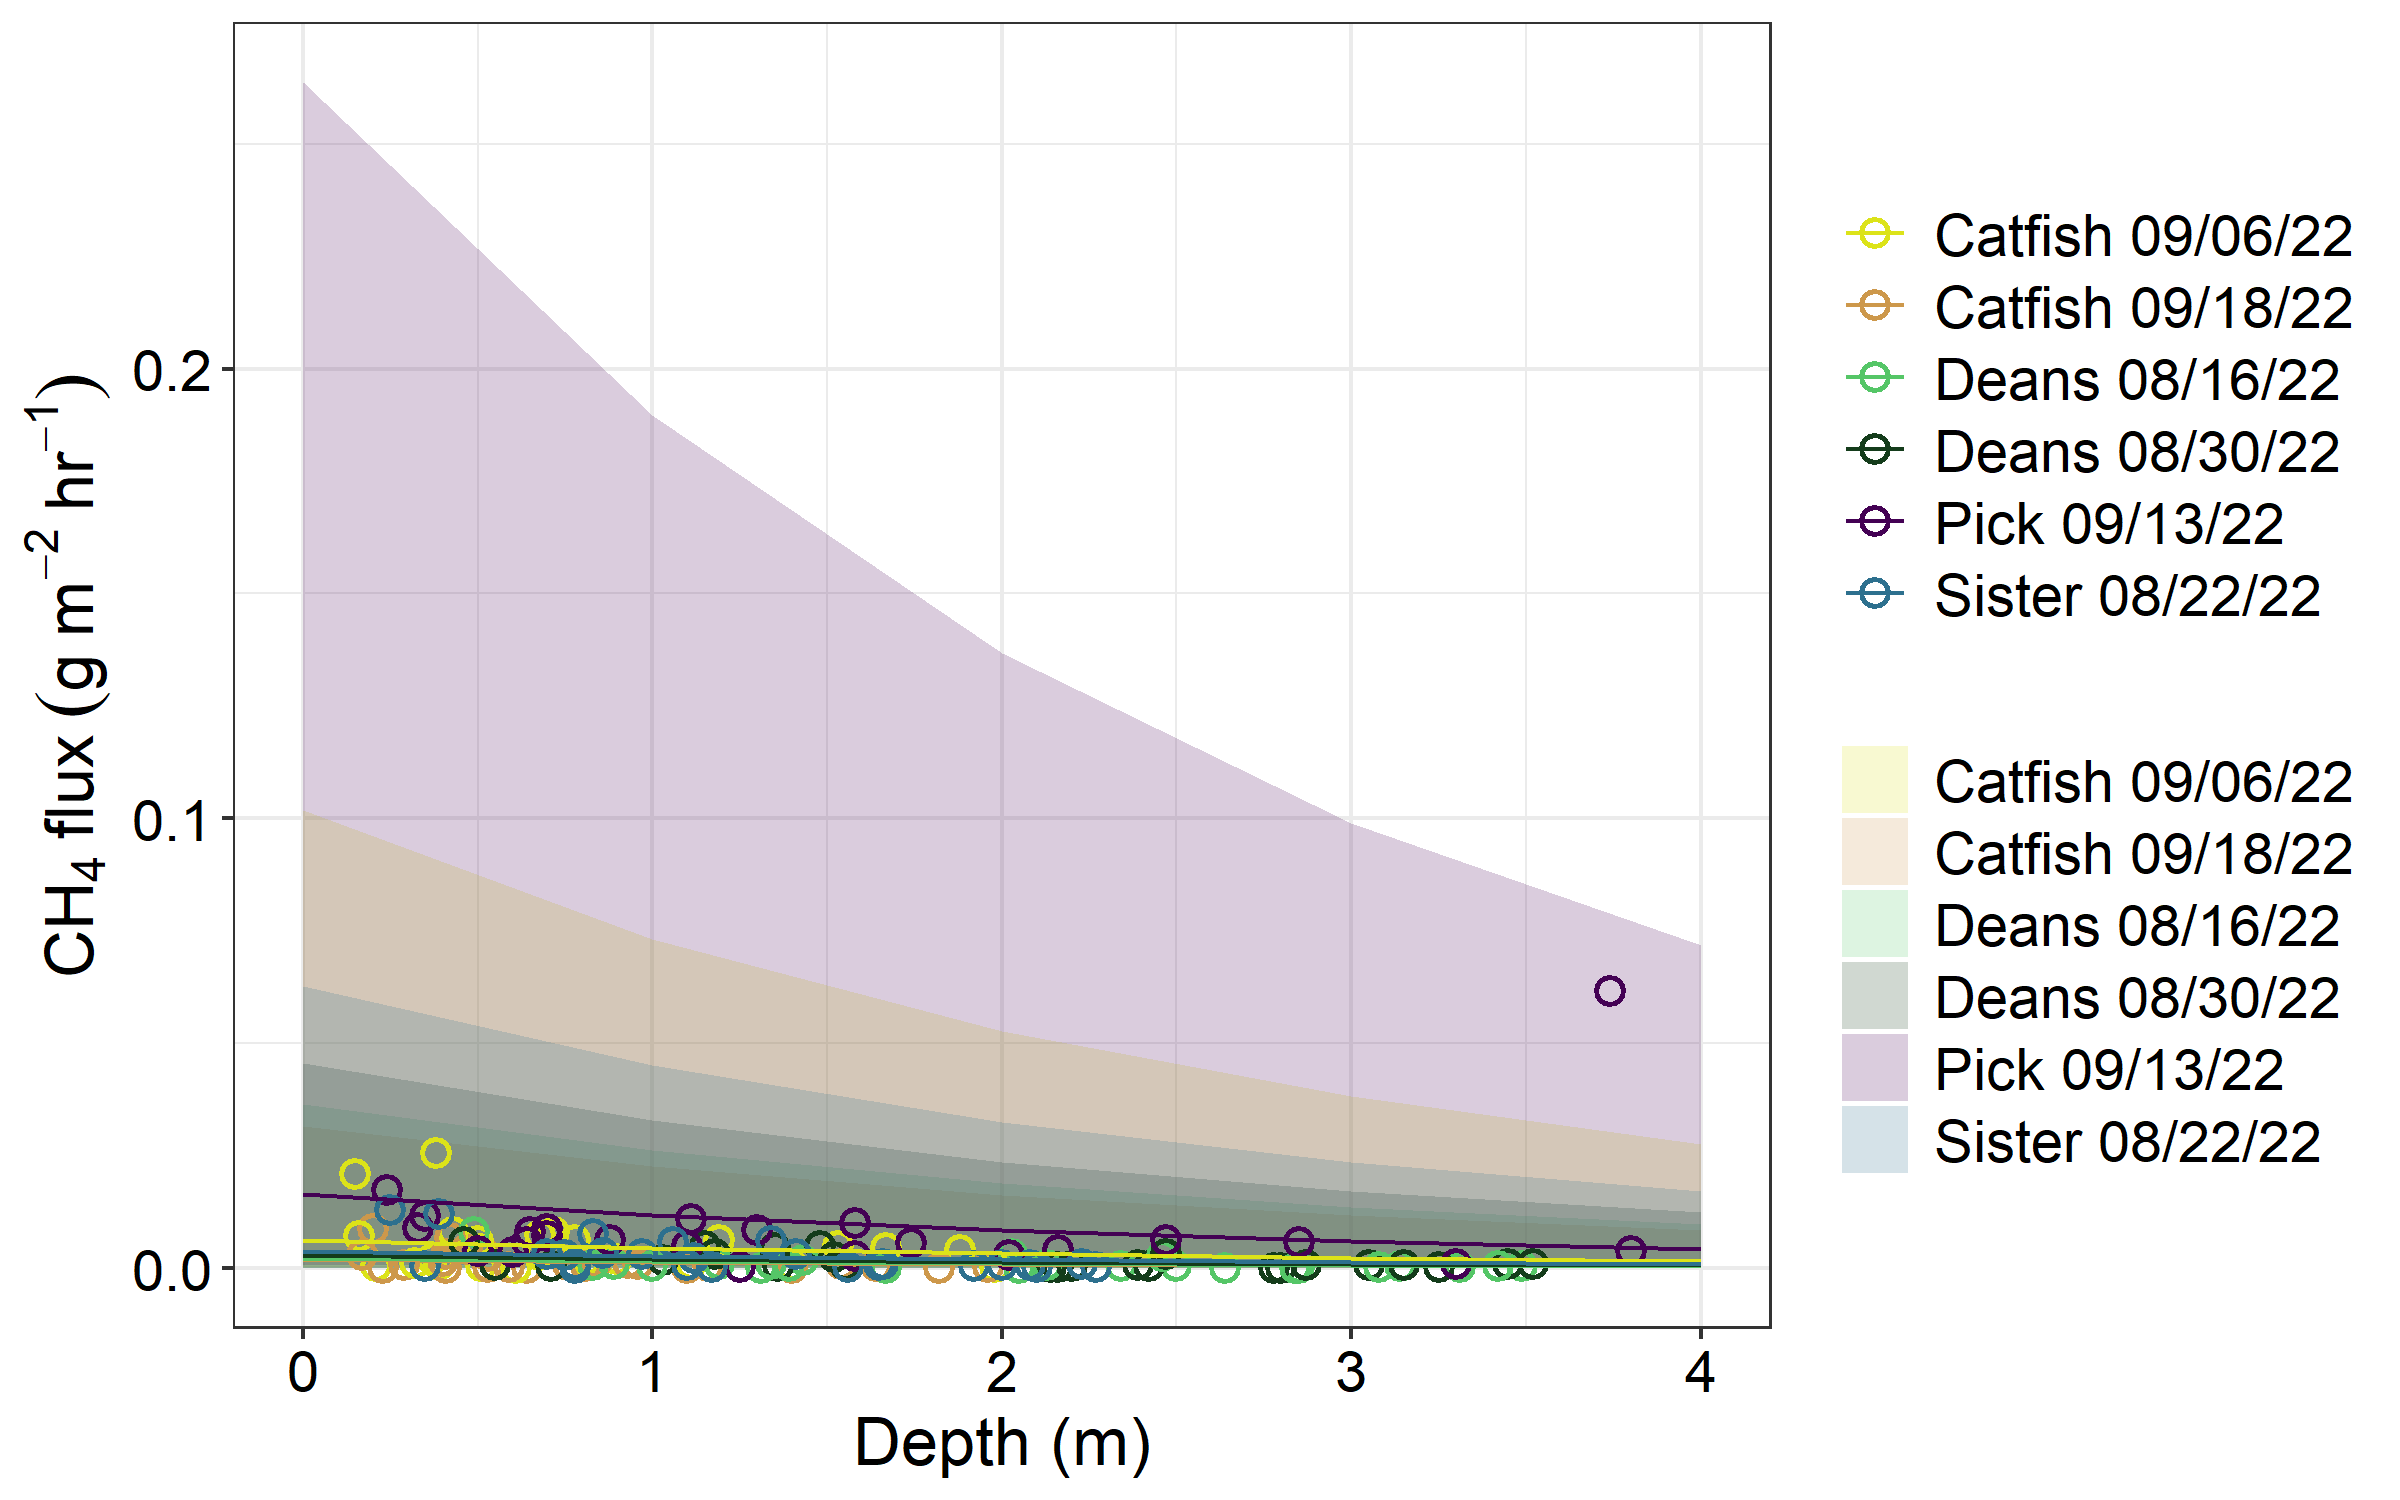 CH₄ flux (g m⁻² hr⁻¹)
0.2
0.1
0.0
0 1 2 3 4
Depth (m)
Catfish 09/06/22
Catfish 09/18/22
Deans 08/16/22
Deans 08/30/22
Pick 09/13/22
Sister 08/22/22
Catfish 09/06/22
Catfish 09/18/22
Deans 08/16/22
Deans 08/30/22
Pick 09/13/22
Sister 08/22/22